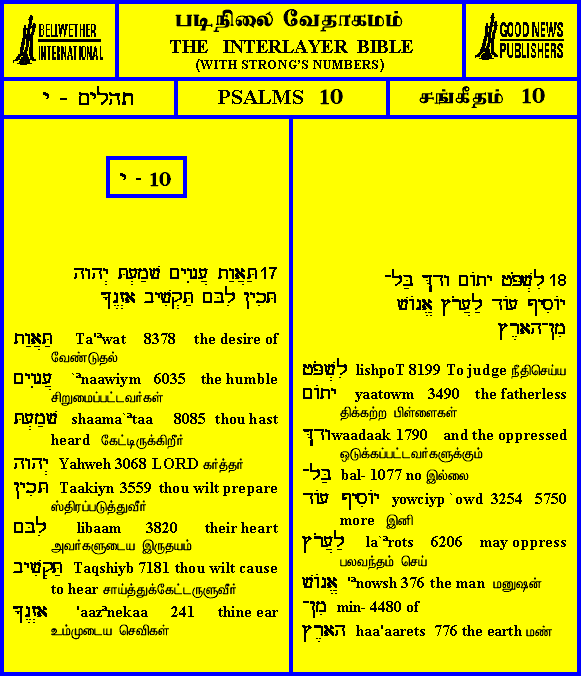 BELLWETHER
INTERNATIONAL
படிநிலை வேதாகமம்
THE INTERLAYER BIBLE
(WITH STRONG'S NUMBERS)
GOOD NEWS
PUBLISHERS
תהלים - י
PSALMS 10
சங்கீதம் 10
י - 10
17 תַּאֲוַת עֲנָוִים שָׁמַעְתָּ יְהוָה
תָּכִין לִבָּם תַּקְשִׁיב אָזְנֶךָ
תַּאֲוַת Ta'ᵃwat 8378 the desire of
வேண்டுதல்
עֲנָוִים `ᵃnaawiym 6035 the humble
சிறுமைப்பட்டவர்கள்
שָׁמַעְתָּ shaama`ᵃtaa 8085 thou hast
heard கேட்டிருக்கிறீர்
יְהוָה Yahweh 3068 LORD கர்த்தர்
תָּכִין Taakiyn 3559 thou wilt prepare
ஸ்திரப்படுத்துவீர்
לִבָּם libaam 3820 their heart
அவர்களுடைய இருதயம்
תַּקְשִׁיב Taqshiyb 7181 thou wilt cause
to hear சாய்த்துக்கேட்டருளுவீர்
אָזְנֶךָ 'aazᵃnekaa 241 thine ear
உம்முடைய செவிகள்
18 לִשְׁפֹּט יָתוֹם וָדָךְ בַּל־
יוֹסִיף עוֹד לַעֲרֹץ אֱנוֹשׁ
מִן־הָאָרֶץ
לִשְׁפֹּט lishpoT 8199 To judge நீதிசெய்ய
יָתוֹם yaatowm 3490 the fatherless
திக்கற்ற பிள்ளைகள்
וָדָךְ waadaak 1790 and the oppressed
ஒடுக்கப்பட்டவர்களுக்கும்
בַּל־ bal- 1077 no இல்லை
יוֹסִיף עוֹד yowciyp `owd 3254 5750
more இனி
לַעֲרֹץ la`ᵃrots 6206 may oppress
பலவந்தம் செய்
אֱנוֹשׁ 'ᵉnowsh 376 the man மனுஷன்
מִן־ min- 4480 of
הָאָרֶץ haa'aarets 776 the earth மண்